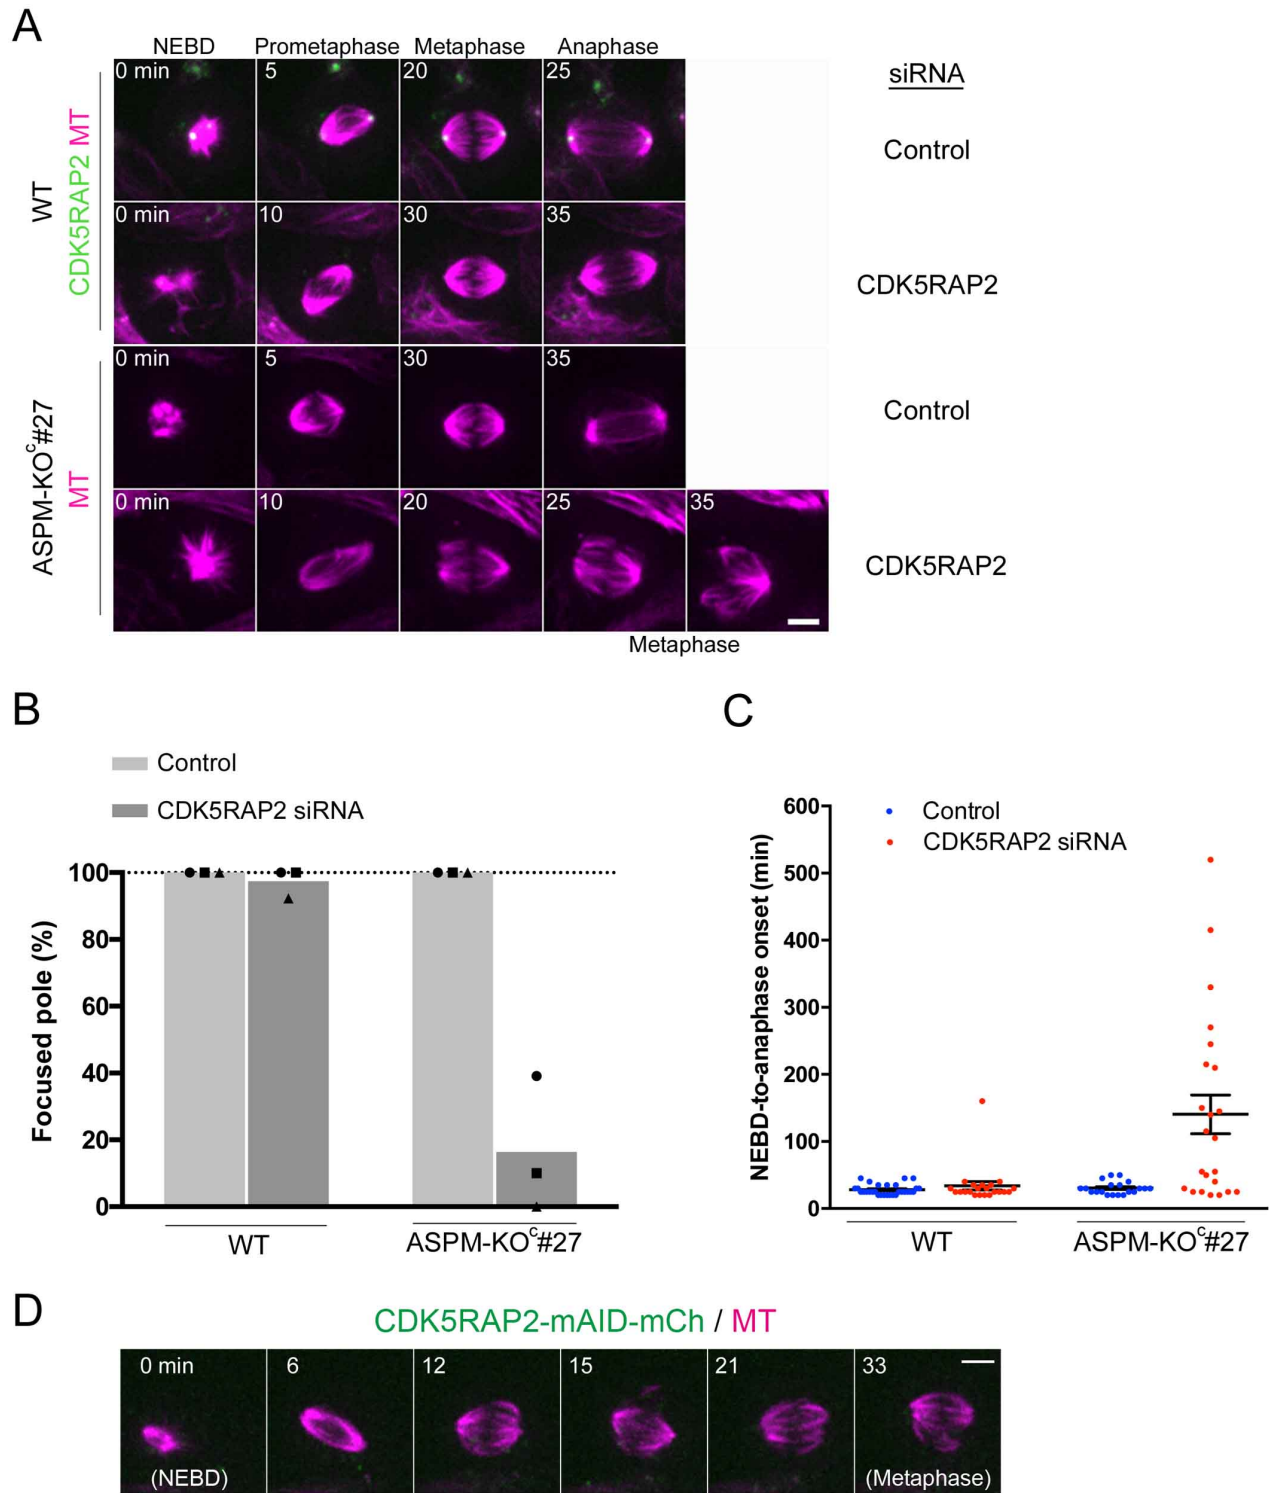 A
NEBD Prometaphase Metaphase Anaphase
siRNA
WT
CDK5RAP2 MT
0 min 5 20 25
Control
0 min 10 30 35
CDK5RAP2
ASPM-KOᶜ#27
MT
0 min 5 30 35
Control
0 min 10 20 25 35
CDK5RAP2
Metaphase
B
Control
CDK5RAP2 siRNA
Focused pole (%)
100
80
60
40
20
0
WT ASPM-KOᶜ#27
C
Control
CDK5RAP2 siRNA
NEBD-to-anaphase onset (min)
600
500
400
300
200
100
0
WT ASPM-KOᶜ#27
D
CDK5RAP2-mAID-mCh / MT
0 min 6 12 15 21 33
(NEBD) (Metaphase)